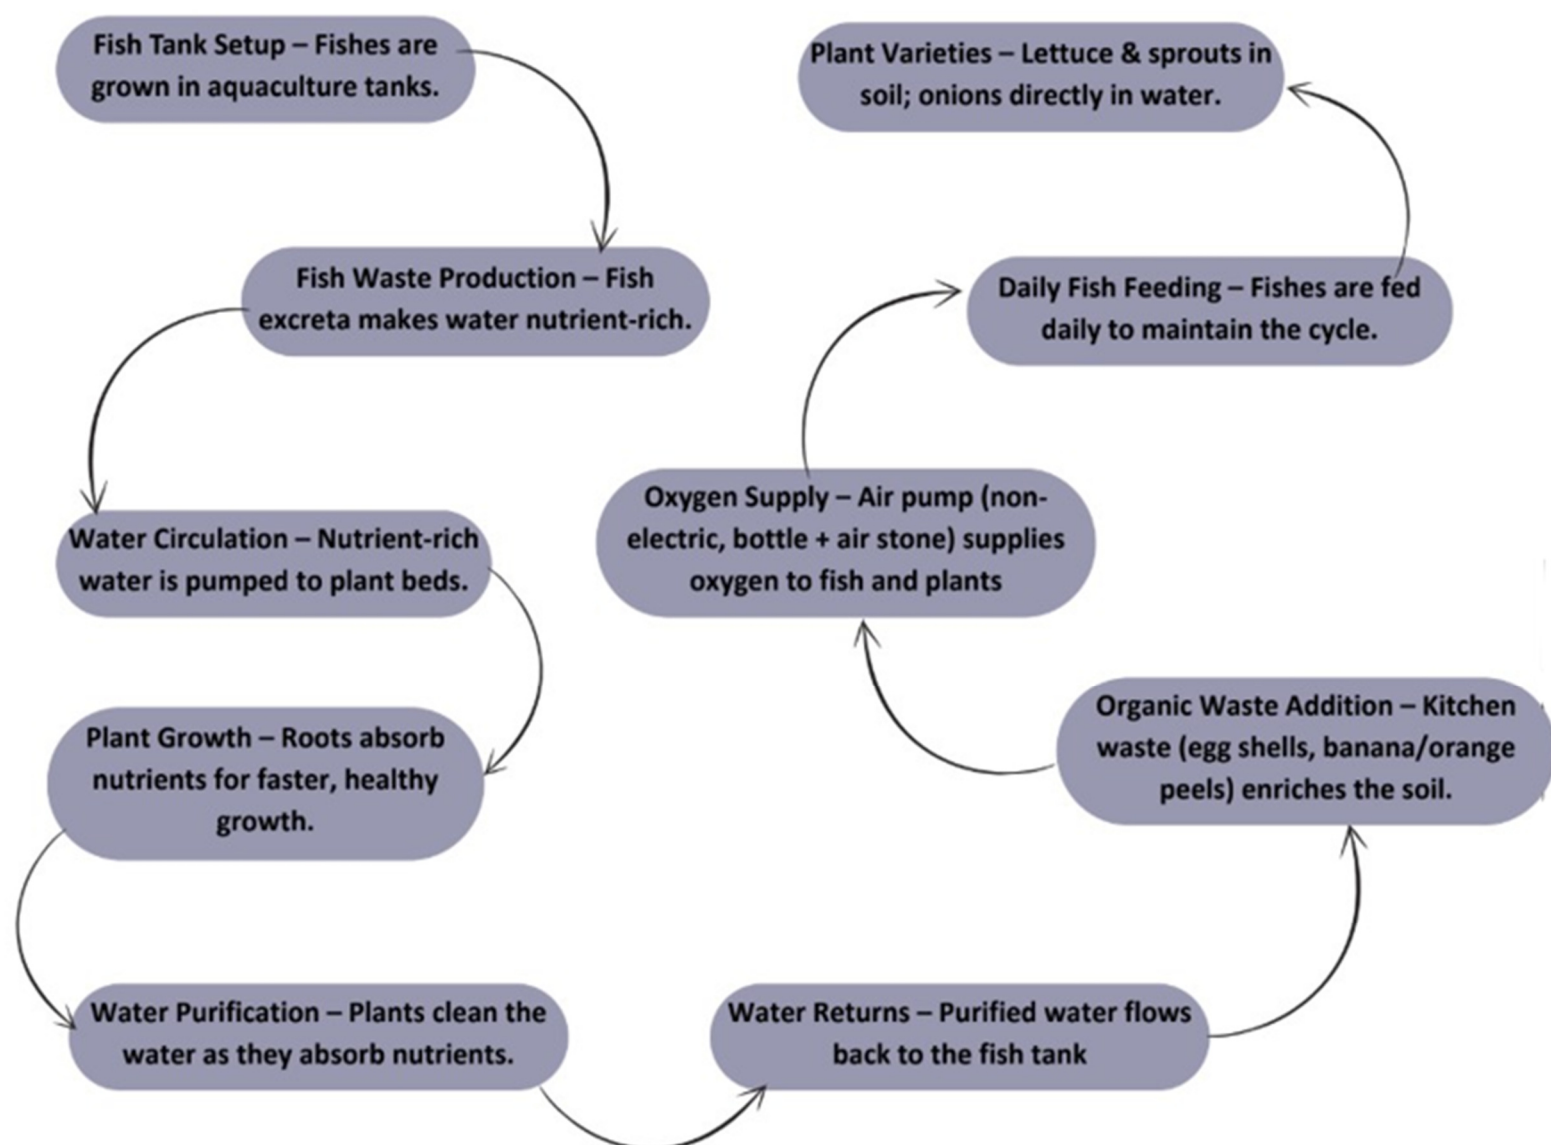 Fish Tank Setup – Fishes are
grown in aquaculture tanks.
Fish Waste Production – Fish
excreta makes water nutrient-rich.
Water Circulation – Nutrient-rich
water is pumped to plant beds.
Plant Growth – Roots absorb
nutrients for faster, healthy
growth.
Water Purification – Plants clean the
water as they absorb nutrients.
Water Returns – Purified water flows
back to the fish tank
Organic Waste Addition – Kitchen
waste (egg shells, banana/orange
peels) enriches the soil.
Oxygen Supply – Air pump (non-
electric, bottle + air stone) supplies
oxygen to fish and plants
Daily Fish Feeding – Fishes are fed
daily to maintain the cycle.
Plant Varieties – Lettuce & sprouts in
soil; onions directly in water.